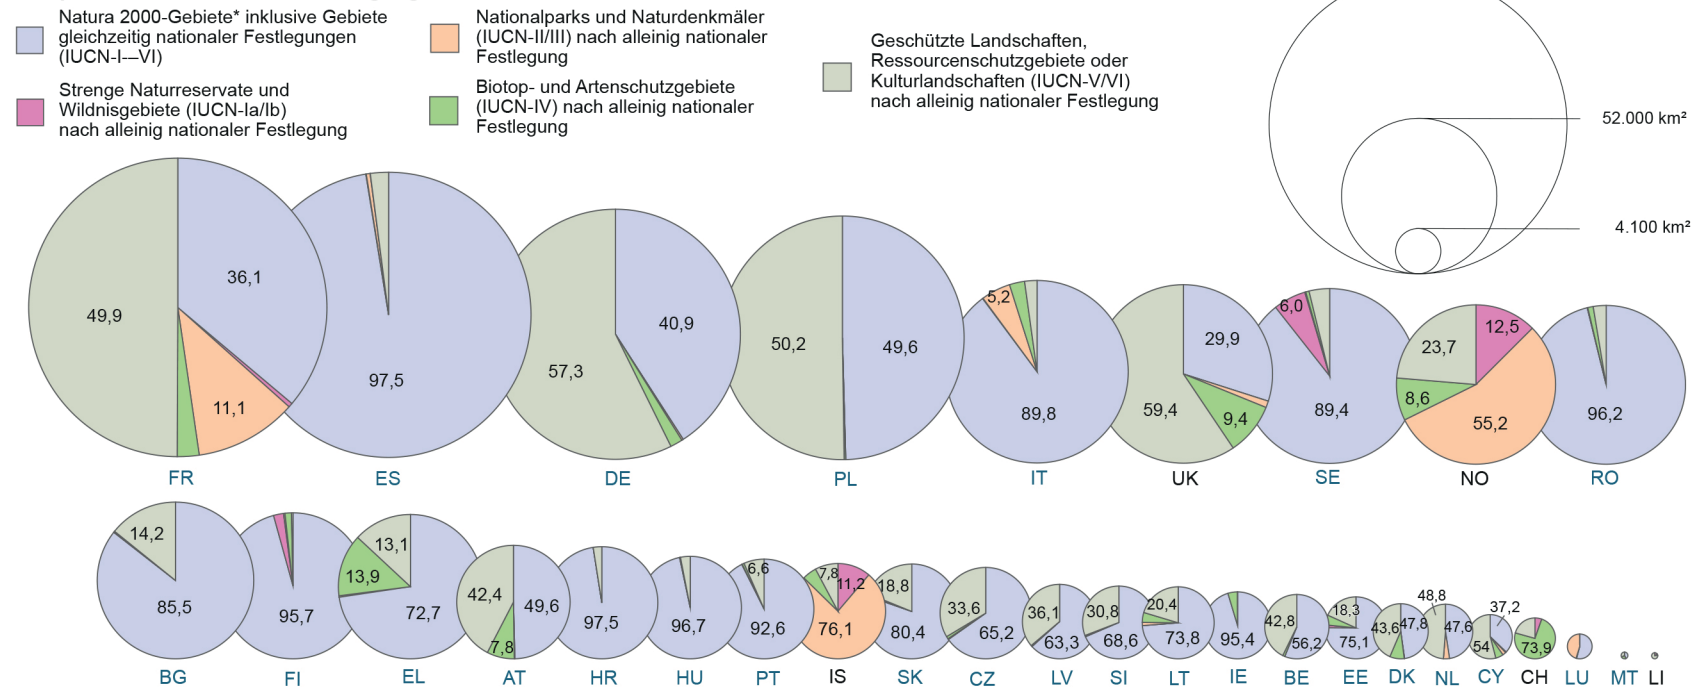 Natura 2000-Gebiete* inklusive Gebiete
gleichzeitig nationaler Festlegungen
(IUCN-I-–VI)
Strenge Naturreservate und
Wildnisgebiete (IUCN-Ia/Ib)
nach alleinig nationaler Festlegung
Nationalparks und Naturdenkmäler
(IUCN-II/III) nach alleinig nationaler
Festlegung
Biotop- und Artenschutzgebiete
(IUCN-IV) nach alleinig nationaler
Festlegung
Geschützte Landschaften,
Ressourcenschutzgebiete oder
Kulturlandschaften (IUCN-V/VI)
nach alleinig nationaler Festlegung
52.000 km²
4.100 km²
36,1
49,9
11,1
97,5
40,9
57,3
50,2
49,6
5,2
89,8
29,9
59,4
9,4
6,0
89,4
12,5
23,7
8,6
55,2
96,2
FR ES DE PL IT UK SE NO RO
14,2
85,5
95,7
13,1
13,9
72,7
42,4
49,6
7,8
97,5
96,7
6,6
92,6
7,8
11,2
76,1
18,8
80,4
33,6
65,2
36,1
63,3
30,8
68,6
20,4
73,8
95,4
42,8
56,2
18,3
75,1
43,6
47,8
48,8
47,6
37,2
54
73,9
BG FI EL AT HR HU PT IS SK CZ LV SI LT IE BE EE DK NL CY CH LU MT LI